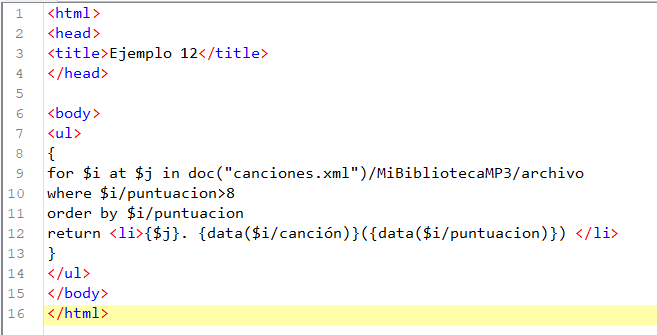 1 <html>
2 <head>
3 <title>Ejemplo 12</title>
4 </head>
5
6 <body>
7 <ul>
8 {
9 for $i at $j in doc("canciones.xml")/MiBibliotecaMP3/archivo
10 where $i/puntuacion>8
11 order by $i/puntuacion
12 return <li>{$j}. {data($i/canción)}({data($i/puntuacion)}) </li>
13 }
14 </ul>
15 </body>
16 </html>